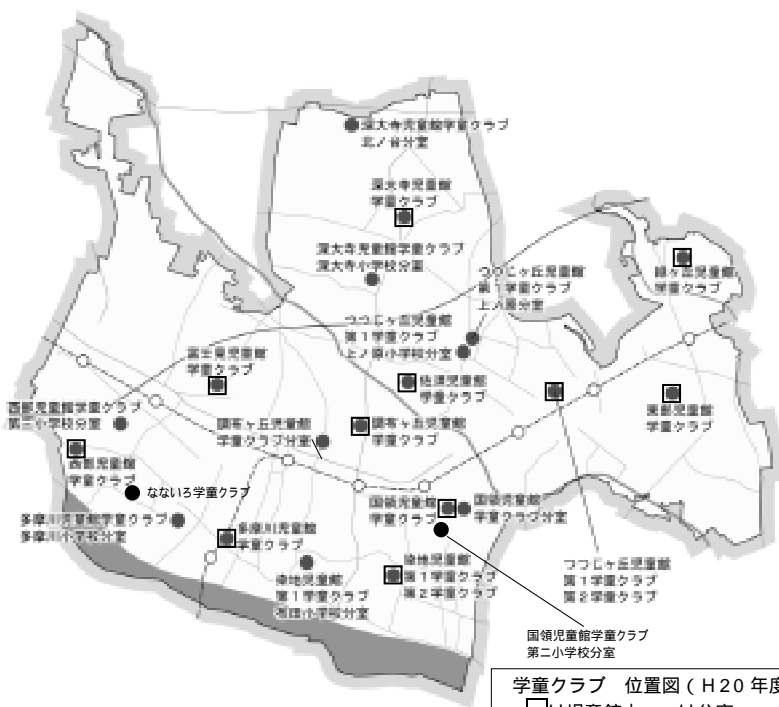 深大寺児童館学童クラブ
北ノ台分室
深大寺児童館
学童クラブ
深大寺児童館学童クラブ
深大寺小学校分室
つつじヶ丘児童館
第1学童クラブ
上ノ原分室
緑ヶ丘児童館
学童クラブ
つつじヶ丘児童館
第1学童クラブ
上ノ原小学校分室
富士見児童館
学童クラブ
佐須児童館
学童クラブ
東部児童館
学童クラブ
西部児童館学童クラブ
第三小学校分室
調布ヶ丘児童館
学童クラブ分室
調布ヶ丘児童館
学童クラブ
西部児童館
学童クラブ
なないろ学童クラブ
国領児童館
学童クラブ
国領児童館
学童クラブ分室
多摩川児童館学童クラブ
多摩川小学校分室
多摩川児童館
学童クラブ
染地児童館
第1学童クラブ
小学校分室
染地児童館
第1学童クラブ
第2学童クラブ
つつじヶ丘児童館
第1学童クラブ
第2学童クラブ
国領児童館学童クラブ
第二小学校分室
学童クラブ 位置図(H20年度